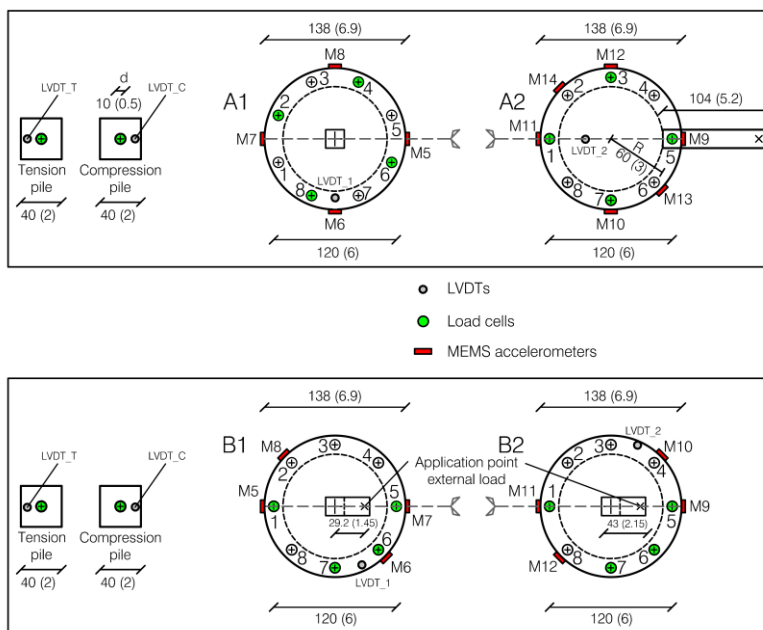 138 (6.9)
138 (6.9)
M8
M12
LVDT_T
d
10 (0.5)
LVDT_C
A1
3
4
2
5
1
6
8
7
M7
M5
LVDT_1
M6
A2
M14
2
3
4
104 (5.2)
M11
M9
1
LVDT_2
R
60 (3)
5
8
7
6
M13
M10
Tension
pile
Compression
pile
40 (2)
40 (2)
120 (6)
120 (6)
LVDTs
Load cells
MEMS accelerometers
138 (6.9)
138 (6.9)
LVDT_T
LVDT_C
B1
M8
3
2
4
M5
1
5
M7
8
7
6
M6
29.2 (1.45)
LVDT_1
Application point
external load
B2
LVDT_2
M10
3
2
4
M11
1
5
M9
43 (2.15)
8
7
6
M12
Tension
pile
Compression
pile
40 (2)
40 (2)
120 (6)
120 (6)